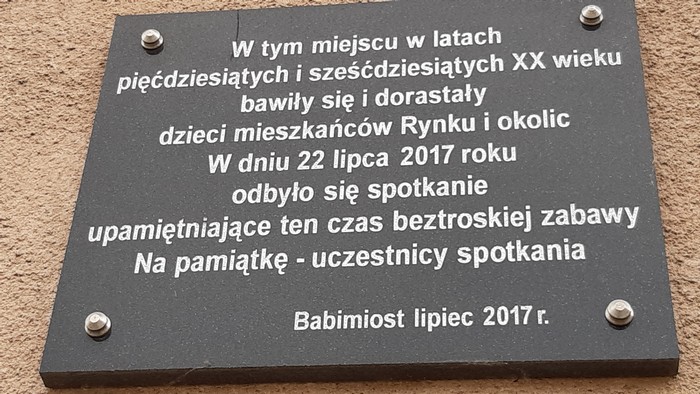 W tym miejscu w latach
pięćdziesiątych i sześćdziesiątych XX wieku
bawiły się i dorastały
dzieci mieszkańców Rynku i okolic
W dniu 22 lipca 2017 roku
odbyło się spotkanie
upamiętniające ten czas beztroskiej zabawy
Na pamiątkę - uczestnicy spotkania
Babimiost lipiec 2017 r.